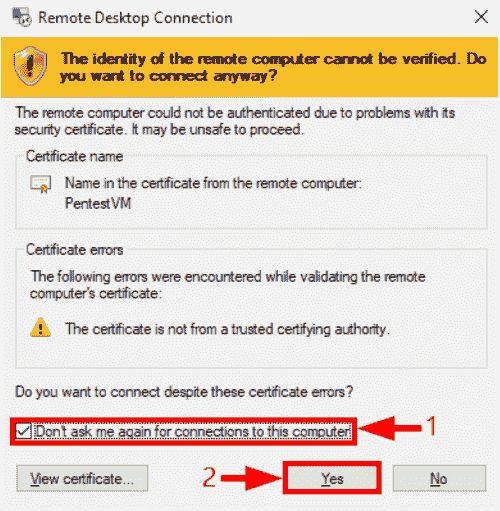 Remote Desktop Connection
The identity of the remote computer cannot be verified. Do
you want to connect anyway?
The remote computer could not be authenticated due to problems with its
security certificate. It may be unsafe to proceed.
Certificate name
Name in the certificate from the remote computer:
PentestVM
Certificate errors
The following errors were encountered while validating the remote
computer's certificate:
The certificate is not from a trusted certifying authority.
Do you want to connect despite these certificate errors?
Don't ask me again for connections to this computer 1
View certificate... 2 Yes No